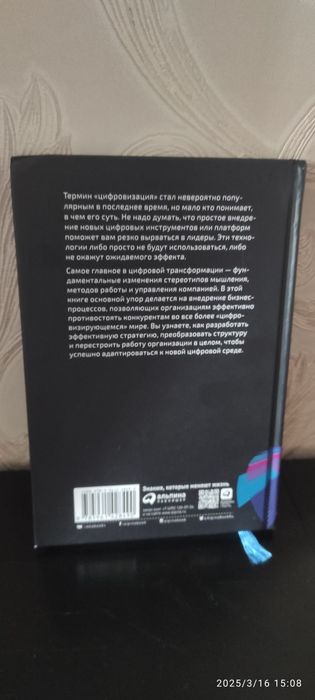 Термин «цифровизация» стал невероятно попу-
лярным в последнее время, но мало кто понимает,
в чем его суть. Не надо думать, что простое внедре-
ние новых цифровых инструментов или платформ
поможет вам резко вырваться в лидеры. Эти техно-
логии либо просто не будут использоваться, либо
не окажут ожидаемого эффекта.
Самое главное в цифровой трансформации — фун-
даментальные изменения стереотипов мышления,
методов работы и управления компанией. В этой
книге основной упор делается на внедрение бизнес-
процессов, позволяющих организациям эффективно
противостоять конкурентам во все более «цифро-
визирующемся» мире. Вы узнаете, как разработать
эффективную стратегию, преобразовать структуру
и перестроить работу организации в целом, чтобы
успешно адаптироваться к новой цифровой среде.
Знания, которые меняют жизнь
АЛЬПИНА
ПАБЛИШЕР
2025/3/16 15:08